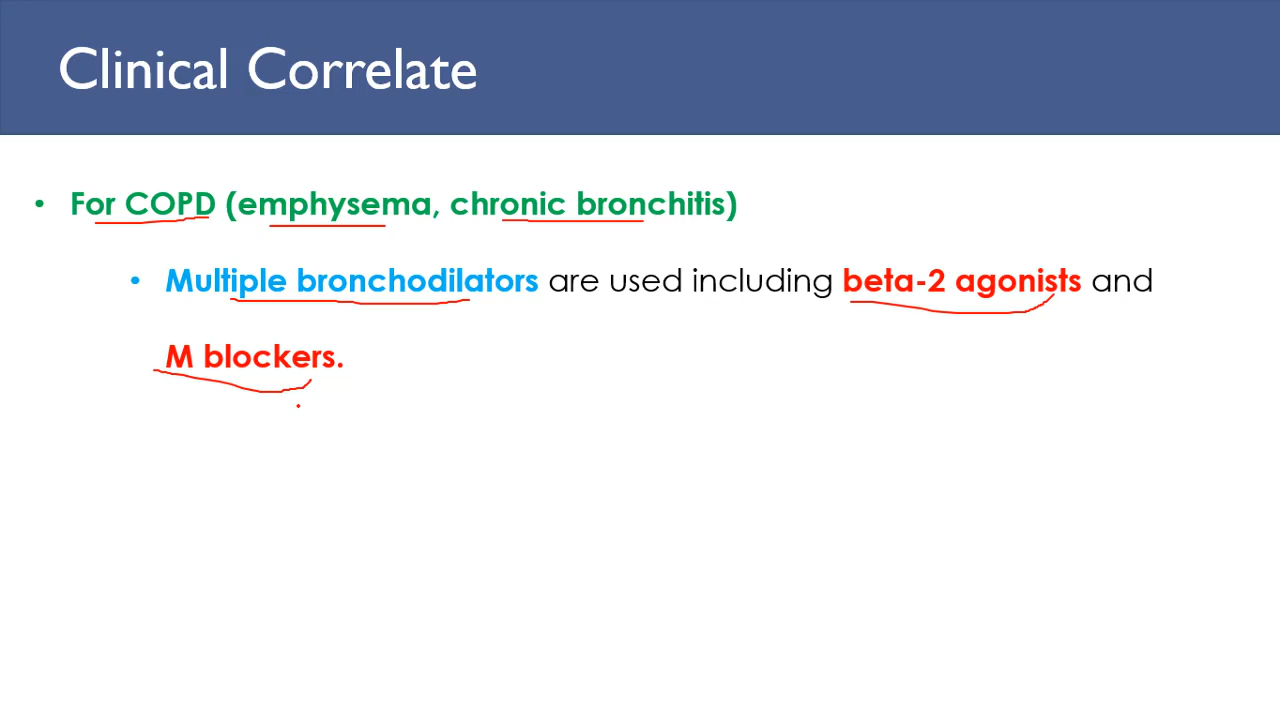 Clinical Correlate
• For COPD (emphysema, chronic bronchitis)
• Multiple bronchodilators are used including beta-2 agonists and
M blockers.